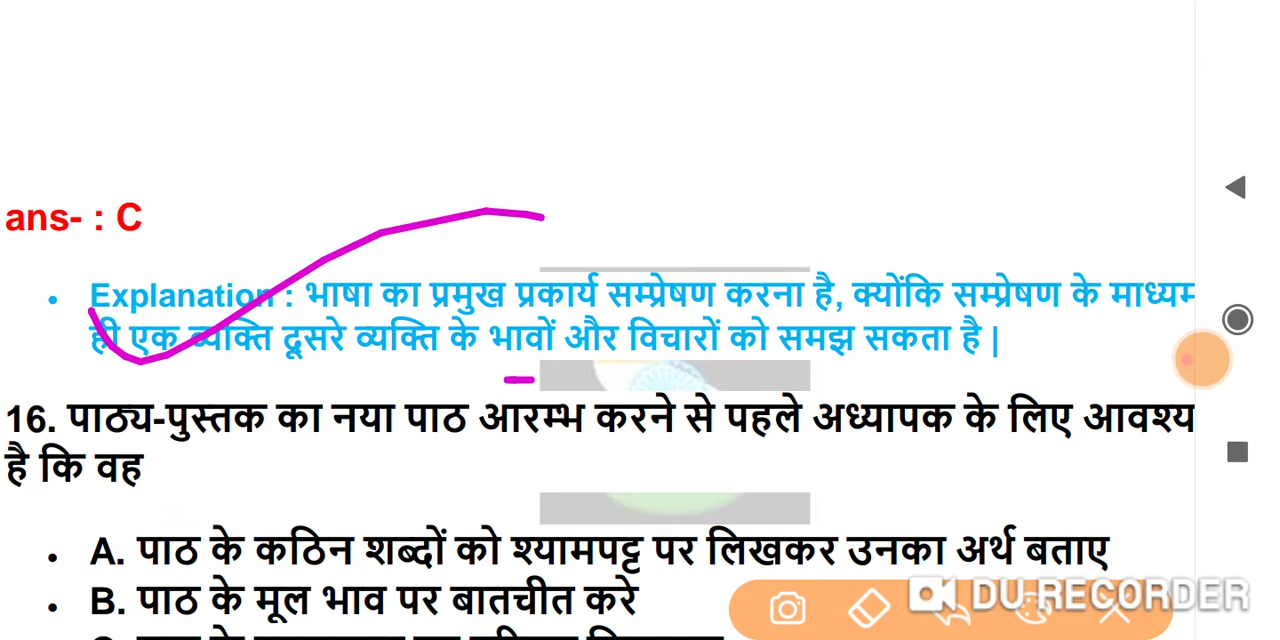 ans- : C
• Explanation : भाषा का प्रमुख प्रकार्य सम्प्रेषण करना है, क्योंकि सम्प्रेषण के माध्यम
ही एक व्यक्ति दूसरे व्यक्ति के भावों और विचारों को समझ सकता है |
16. पाठ्य-पुस्तक का नया पाठ आरम्भ करने से पहले अध्यापक के लिए आवश्य
है कि वह
• A. पाठ के कठिन शब्दों को श्यामपट्ट पर लिखकर उनका अर्थ बताए
• B. पाठ के मूल भाव पर बातचीत करे
DU RECORDER